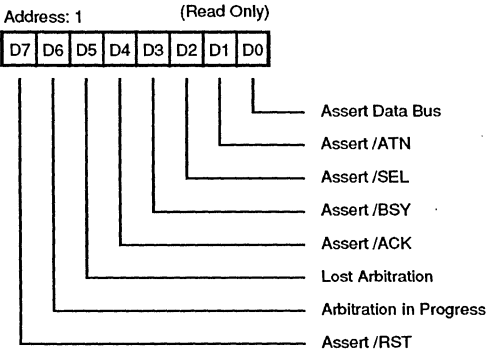 Address: 1 (Read Only)
D7 D6 D5 D4 D3 D2 D1 D0
Assert Data Bus
Assert /ATN
Assert /SEL
Assert /BSY
Assert /ACK
Lost Arbitration
Arbitration in Progress
Assert /RST